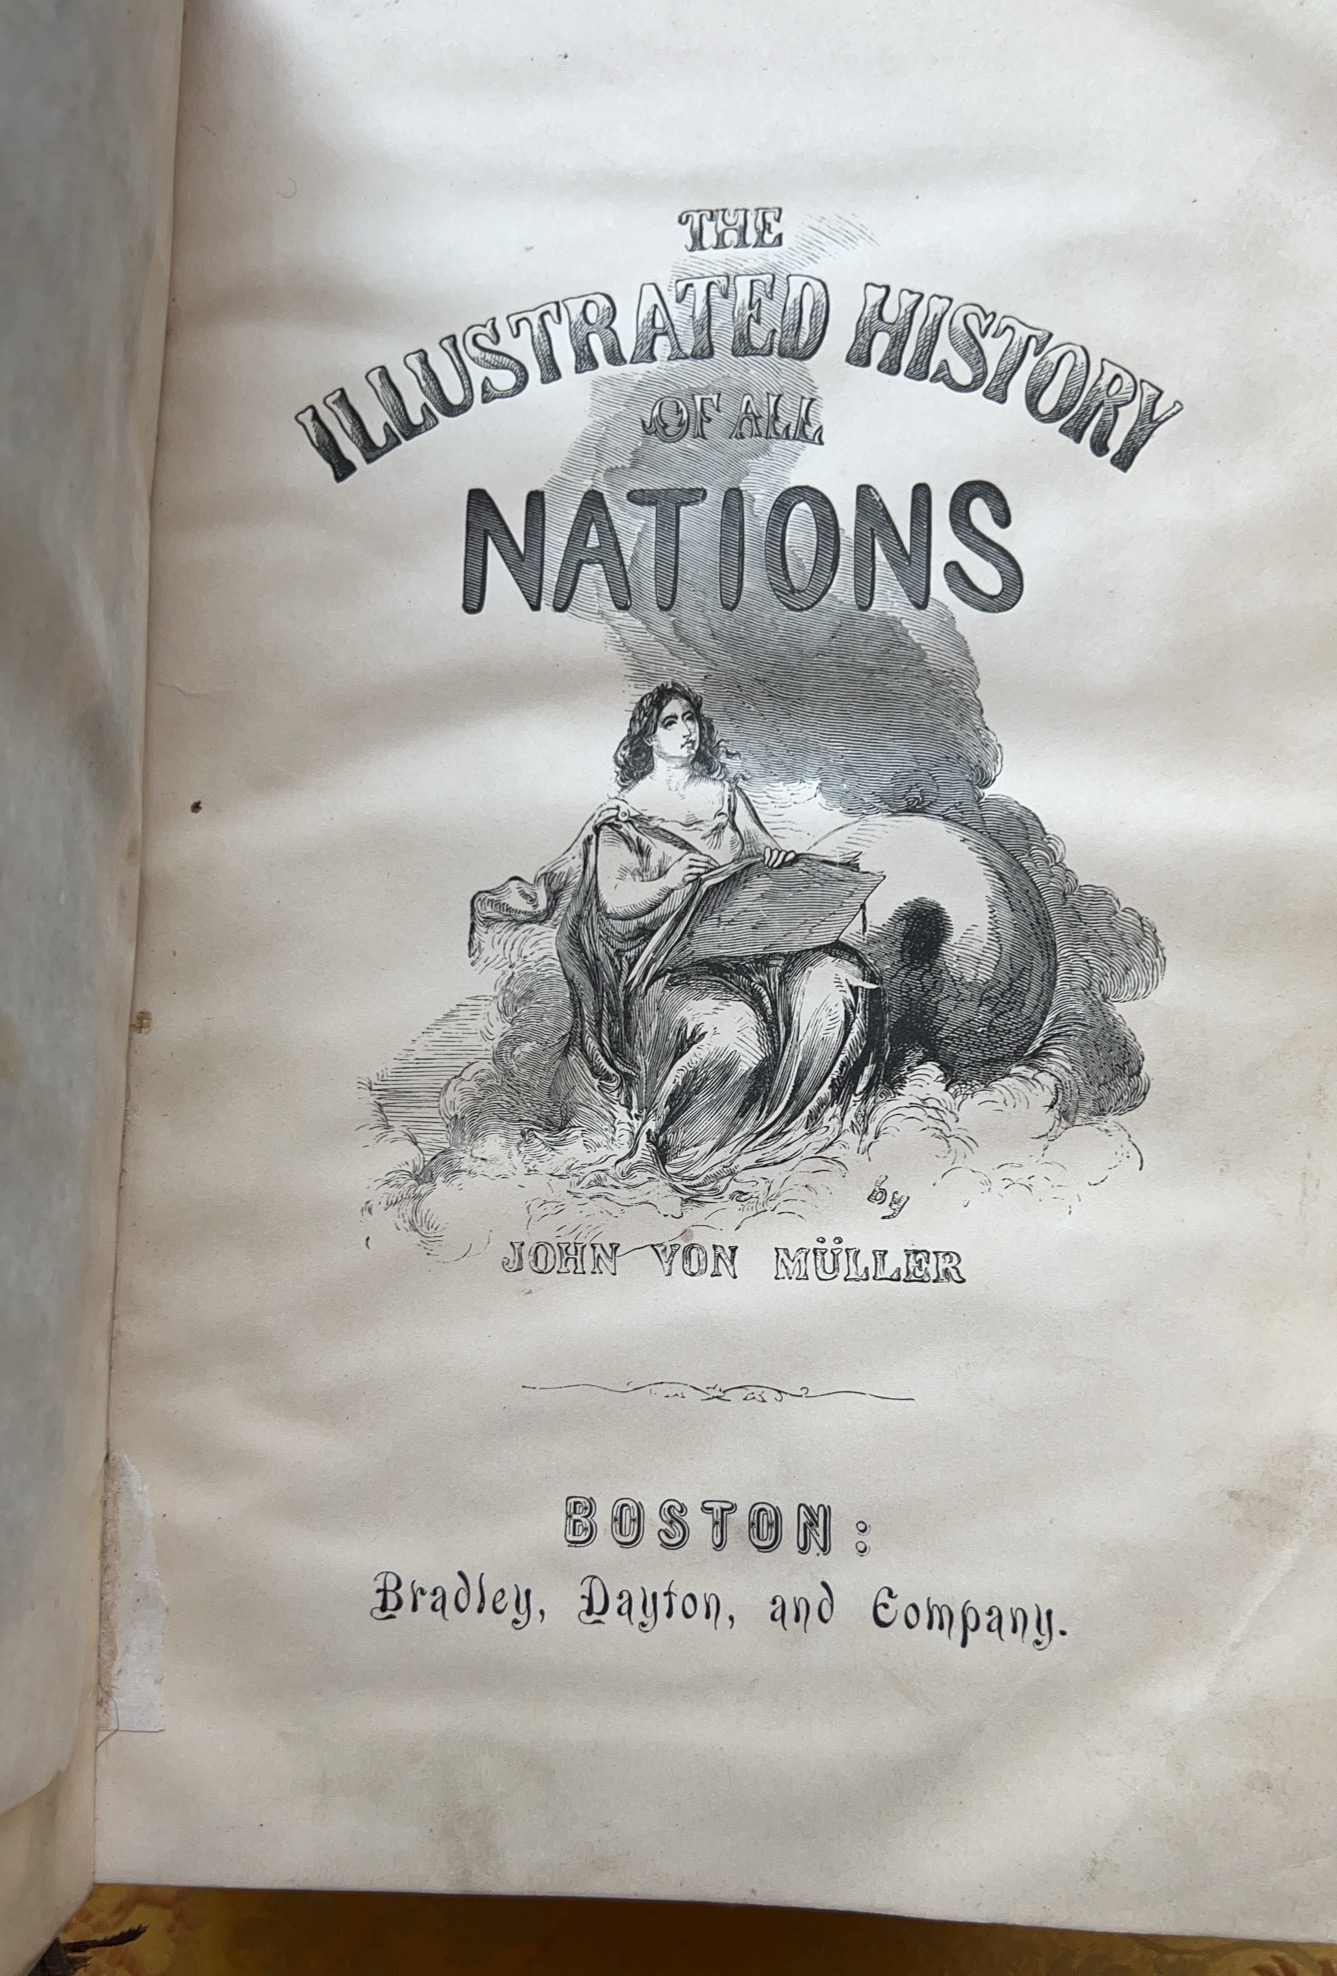 THE
ILLUSTRATED HISTORY
OF ALL
NATIONS
by
JOHN VON MÜLLER
BOSTON:
Bradley, Dayton, and Company.